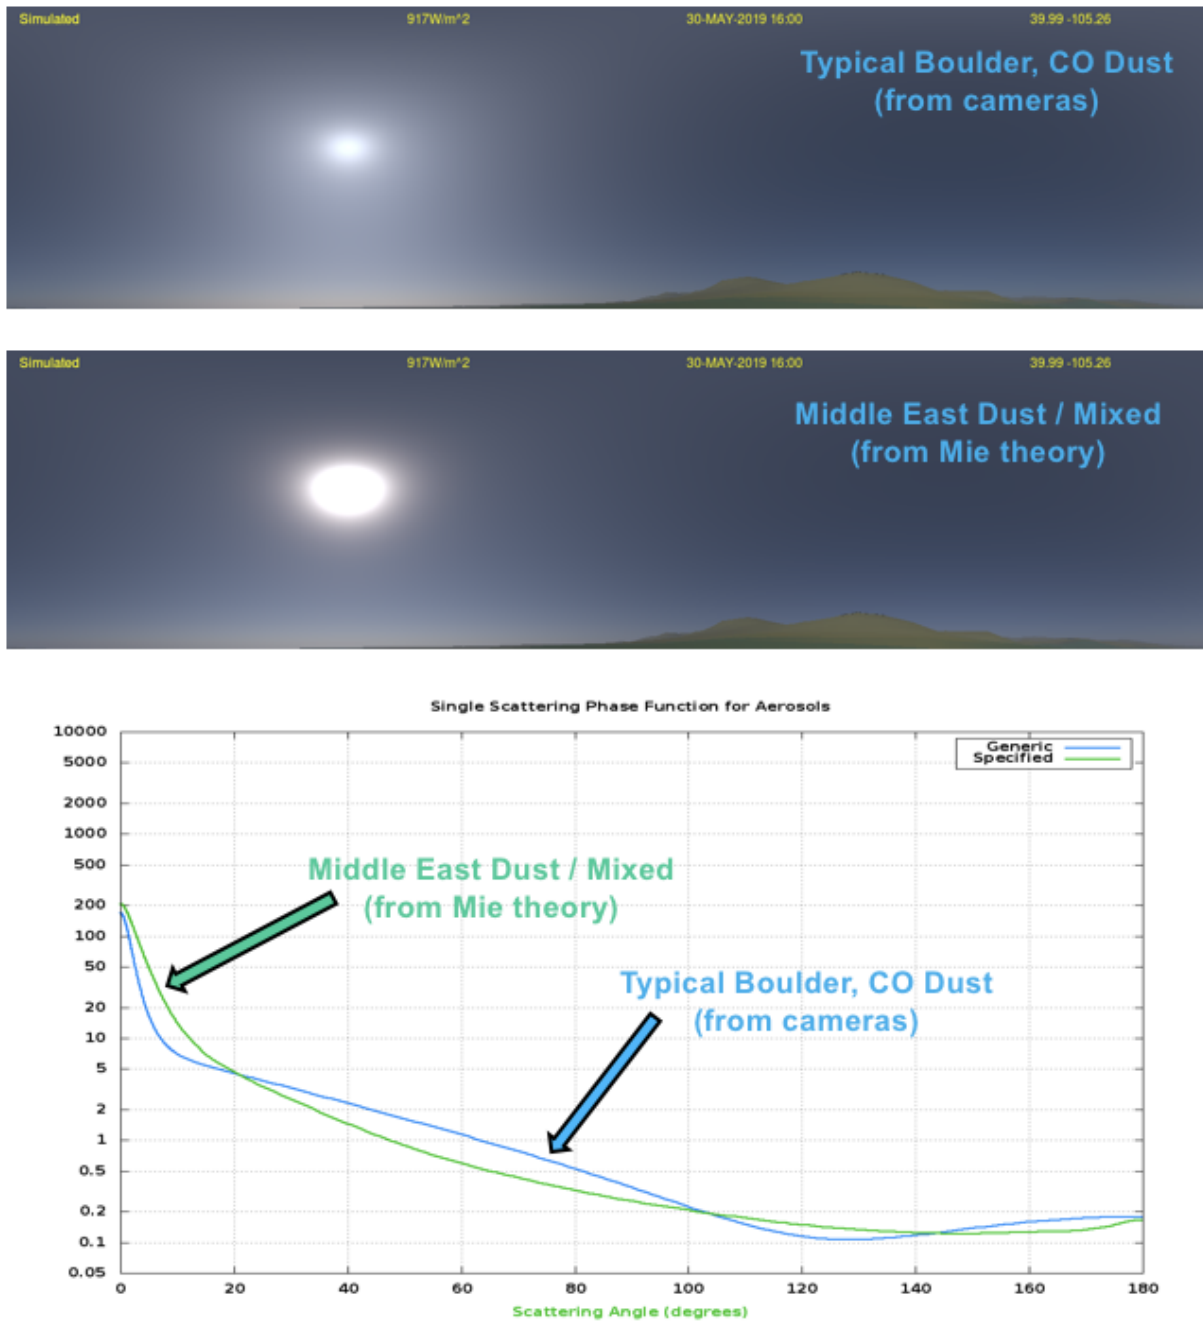 Simulated 917W/m^2 30-MAY-2019 16:00 39.99 -105.26
Typical Boulder, CO Dust
(from cameras)
Simulated 917W/m^2 30-MAY-2019 16:00 39.99 -105.26
Middle East Dust / Mixed
(from Mie theory)
Single Scattering Phase Function for Aerosols
10000
5000
2000
1000
500
200
100
50
20
10
5
2
1
0.5
0.2
0.1
0.05
Generic
Specified
Middle East Dust / Mixed
(from Mie theory)
Typical Boulder, CO Dust
(from cameras)
0 20 40 60 80 100 120 140 160 180
Scattering Angle (degrees)